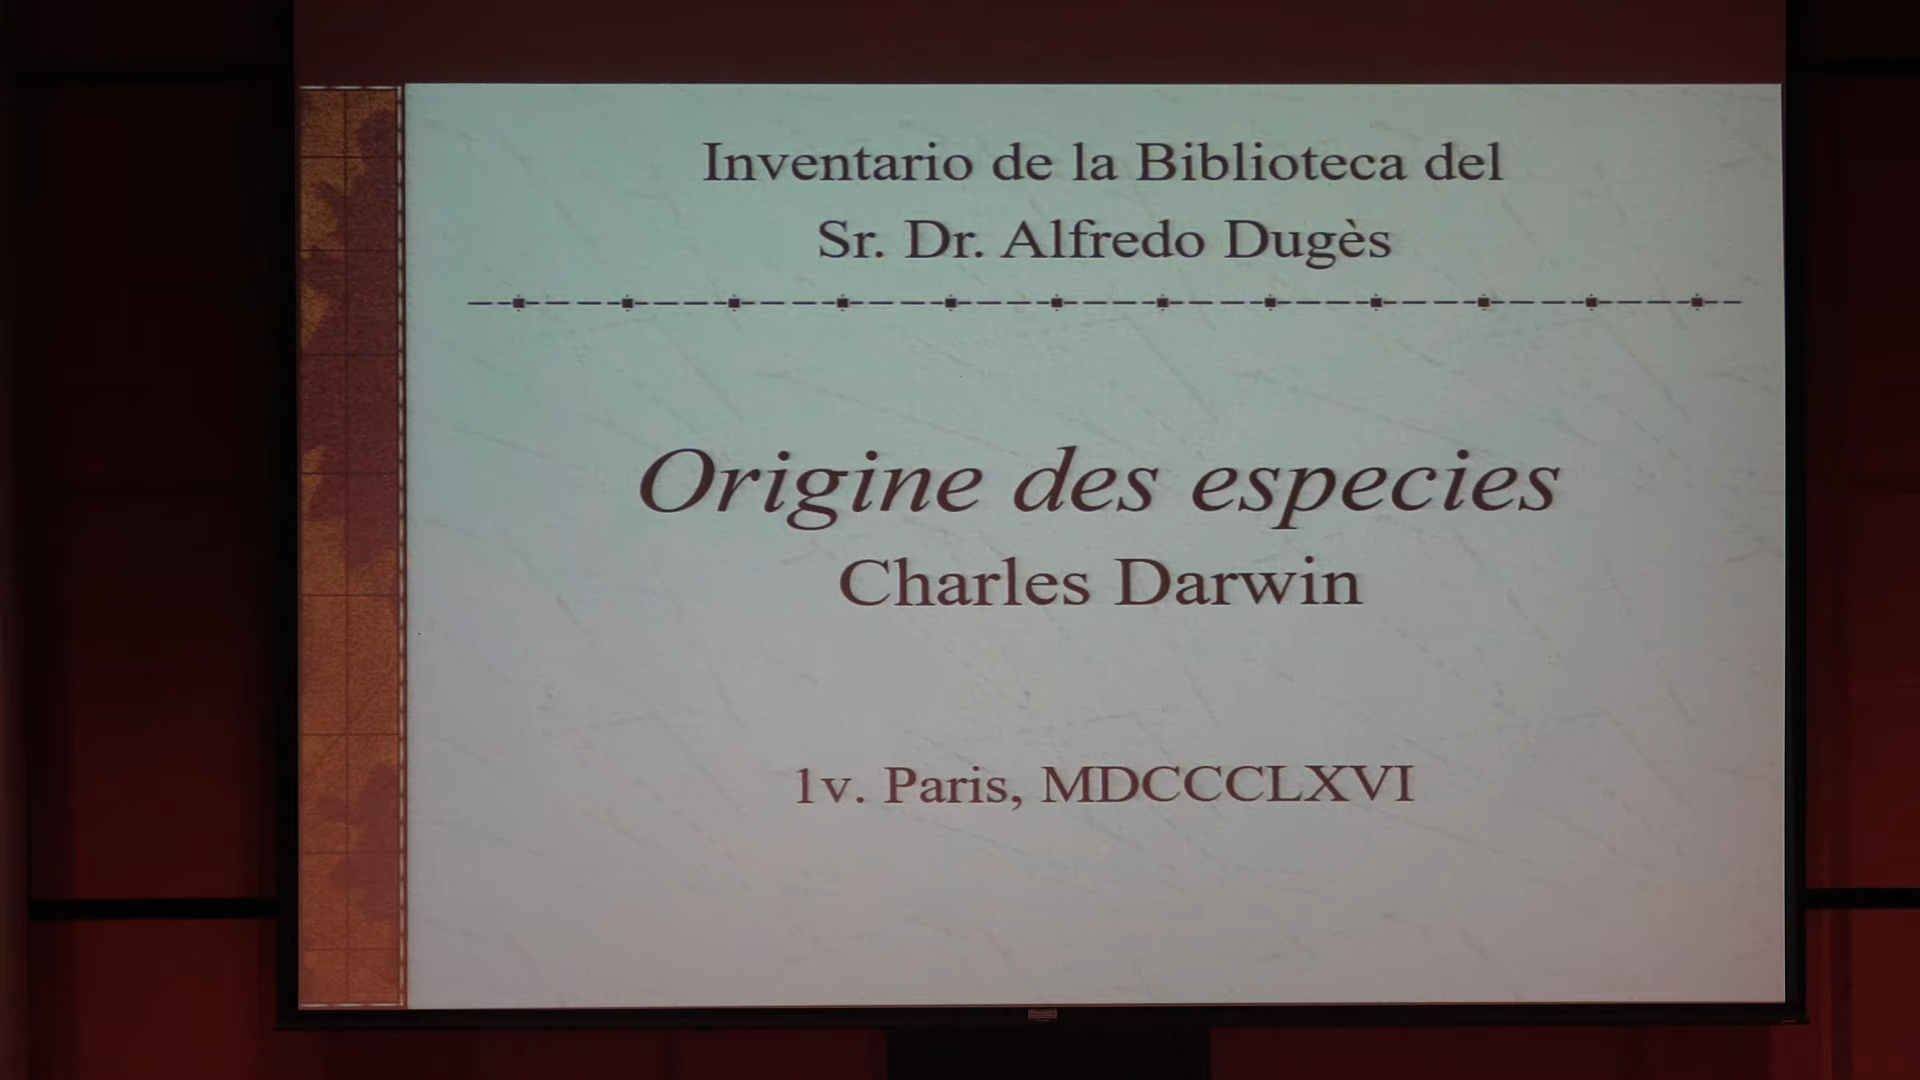 Inventario de la Biblioteca del
Sr. Dr. Alfredo Dugès
Origine des especies
Charles Darwin
1v. Paris, MDCCCLXVI